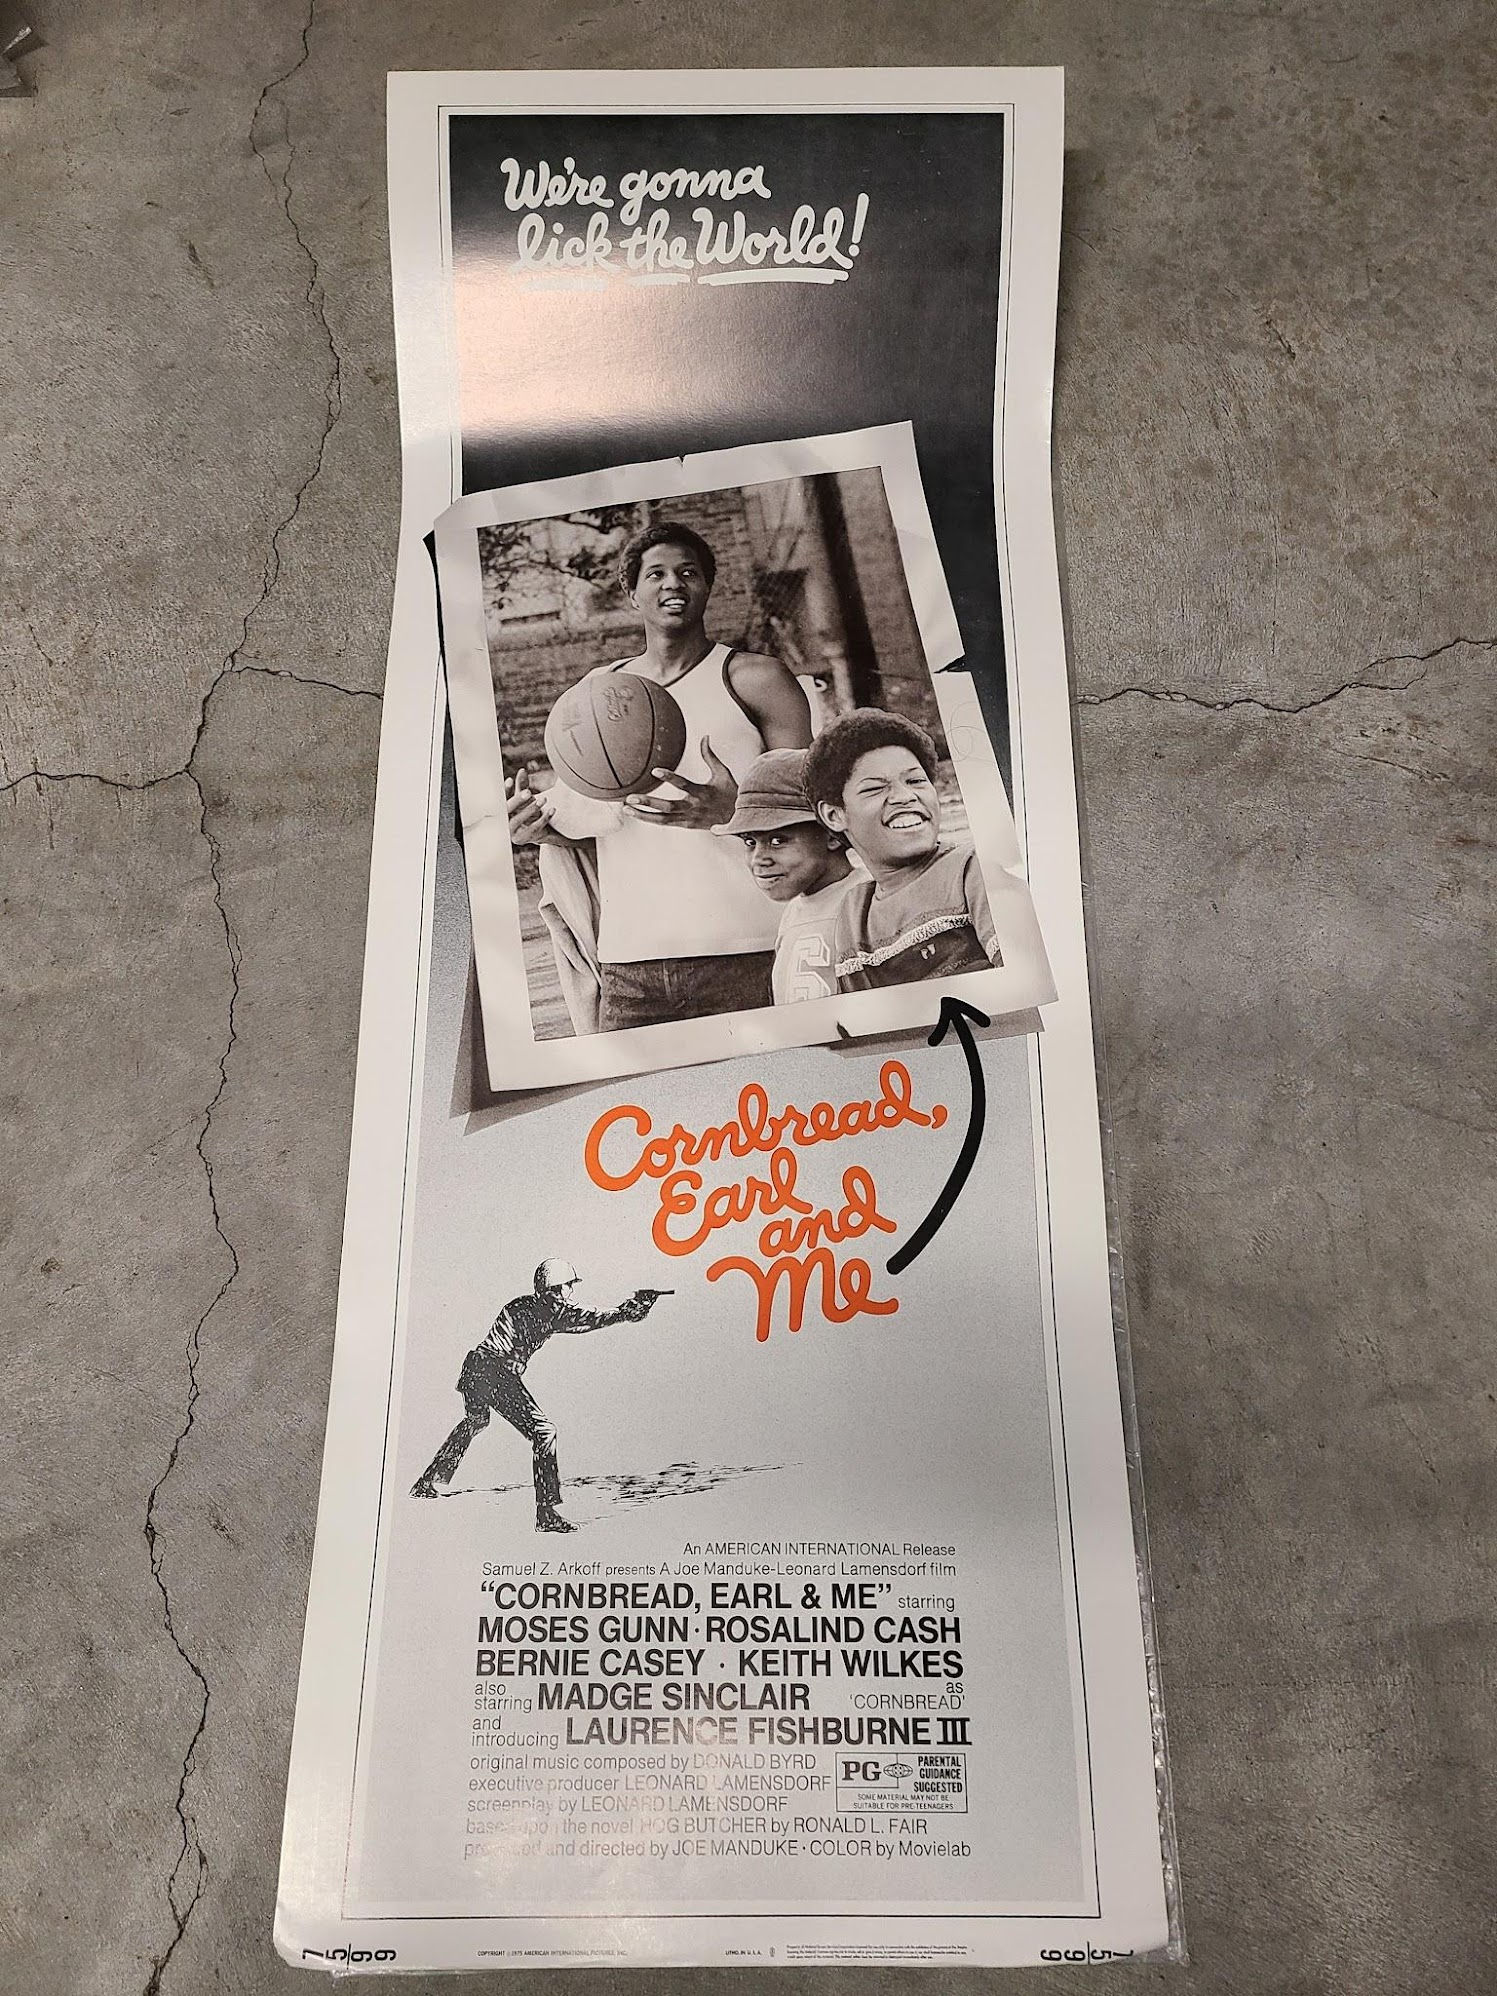 We're gonna
lick the World!
6
Cornbread,
Earl
and
Me
An AMERICAN INTERNATIONAL Release
Samuel Z. Arkoff presents A Joe Manduke-Leonard Lamensdorf film
"CORNBREAD, EARL & ME" starring
MOSES GUNN · ROSALIND CASH
BERNIE CASEY · KEITH WILKES
also starring MADGE SINCLAIR as 'CORNBREAD'
and introducing LAURENCE FISHBURNE III
original music composed by DONALD BYRD
executive producer LEONARD LAMENSDORF
screenplay by LEONARD LAMENSDORF
based upon the novel HOG BUTCHER by RONALD L. FAIR
produced and directed by JOE MANDUKE · COLOR by Movielab
PG PARENTAL GUIDANCE SUGGESTED
SOME MATERIAL MAY NOT BE
SUITABLE FOR PRE-TEENAGERS
75/99
COPYRIGHT © 1975 AMERICAN INTERNATIONAL PICTURES, INC.
LITHO. IN U.S.A.
75/99